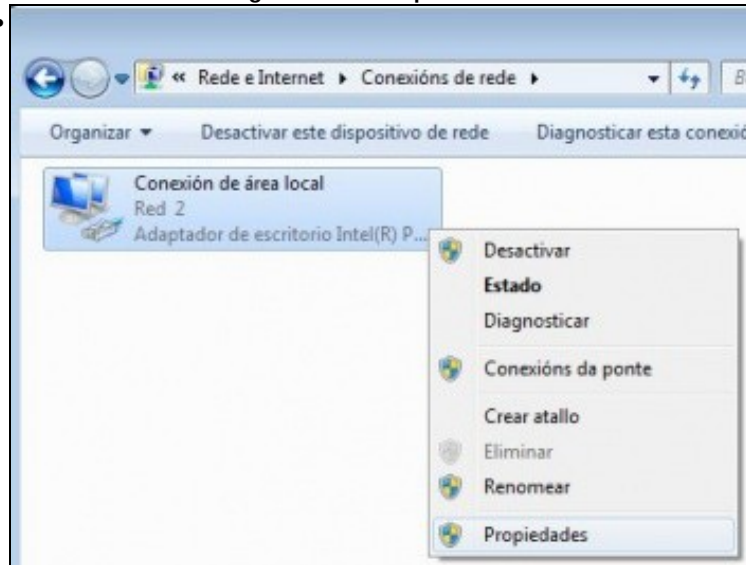 « Rede e Internet ▸ Conexións de rede ▸
Organizar Desactivar este dispositivo de rede Diagnosticar esta conexió
Conexión de área local
Red 2
Adaptador de escritorio Intel(R) P...
Desactivar
Estado
Diagnosticar
Conexións da ponte
Crear atallo
Eliminar
Renomear
Propiedades